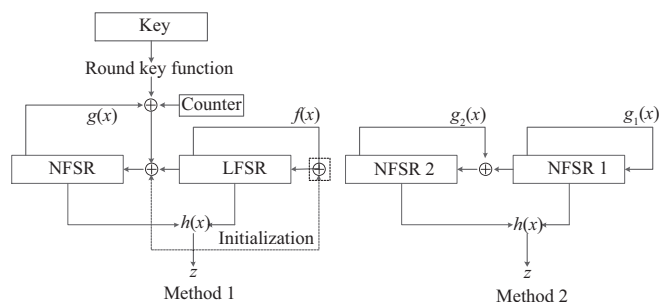 Key
Round key function
Counter
g(x)
f(x)
NFSR
LFSR
h(x)
Initialization
z
Method 1
g₂(x)
g₁(x)
NFSR 2
NFSR 1
h(x)
z
Method 2